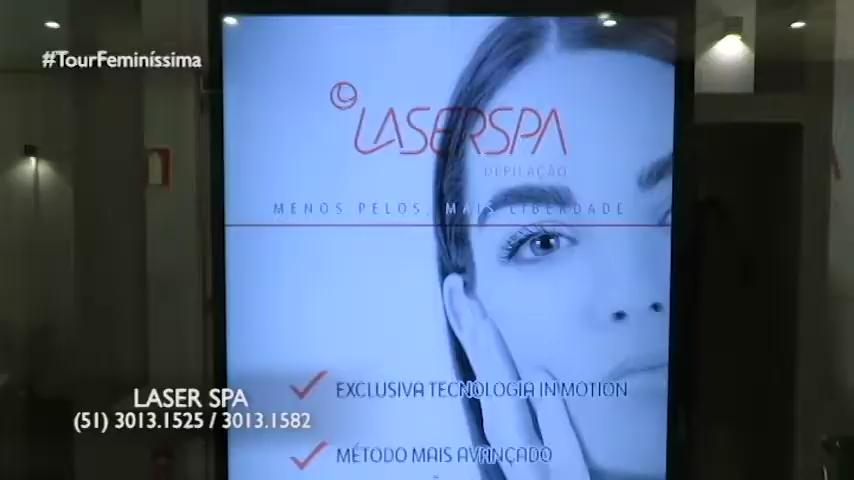 #TourFeminíssima
LASERSPA
DEPILAÇÃO
MENOS PELOS, MAIS LIBERDADE
EXCLUSIVA TECNOLOGIA IN MOTION
MÉTODO MAIS AVANÇADO
LASER SPA
(51) 3013.1525 / 3013.1582